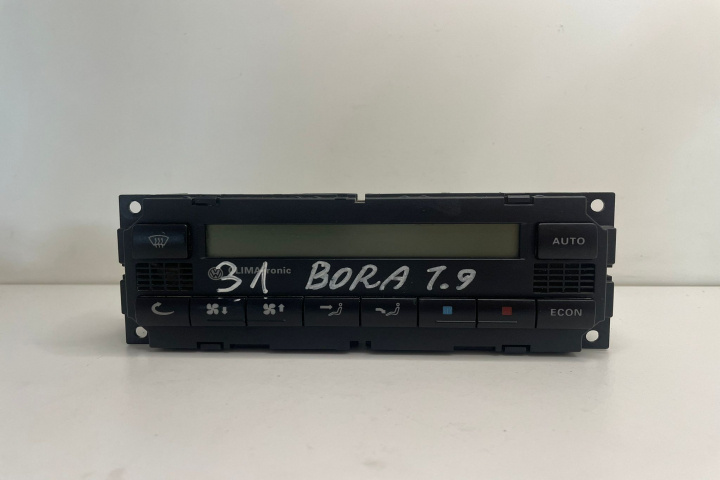 AUTO
CLIMAtronic
31 BORA 1.9
ECON